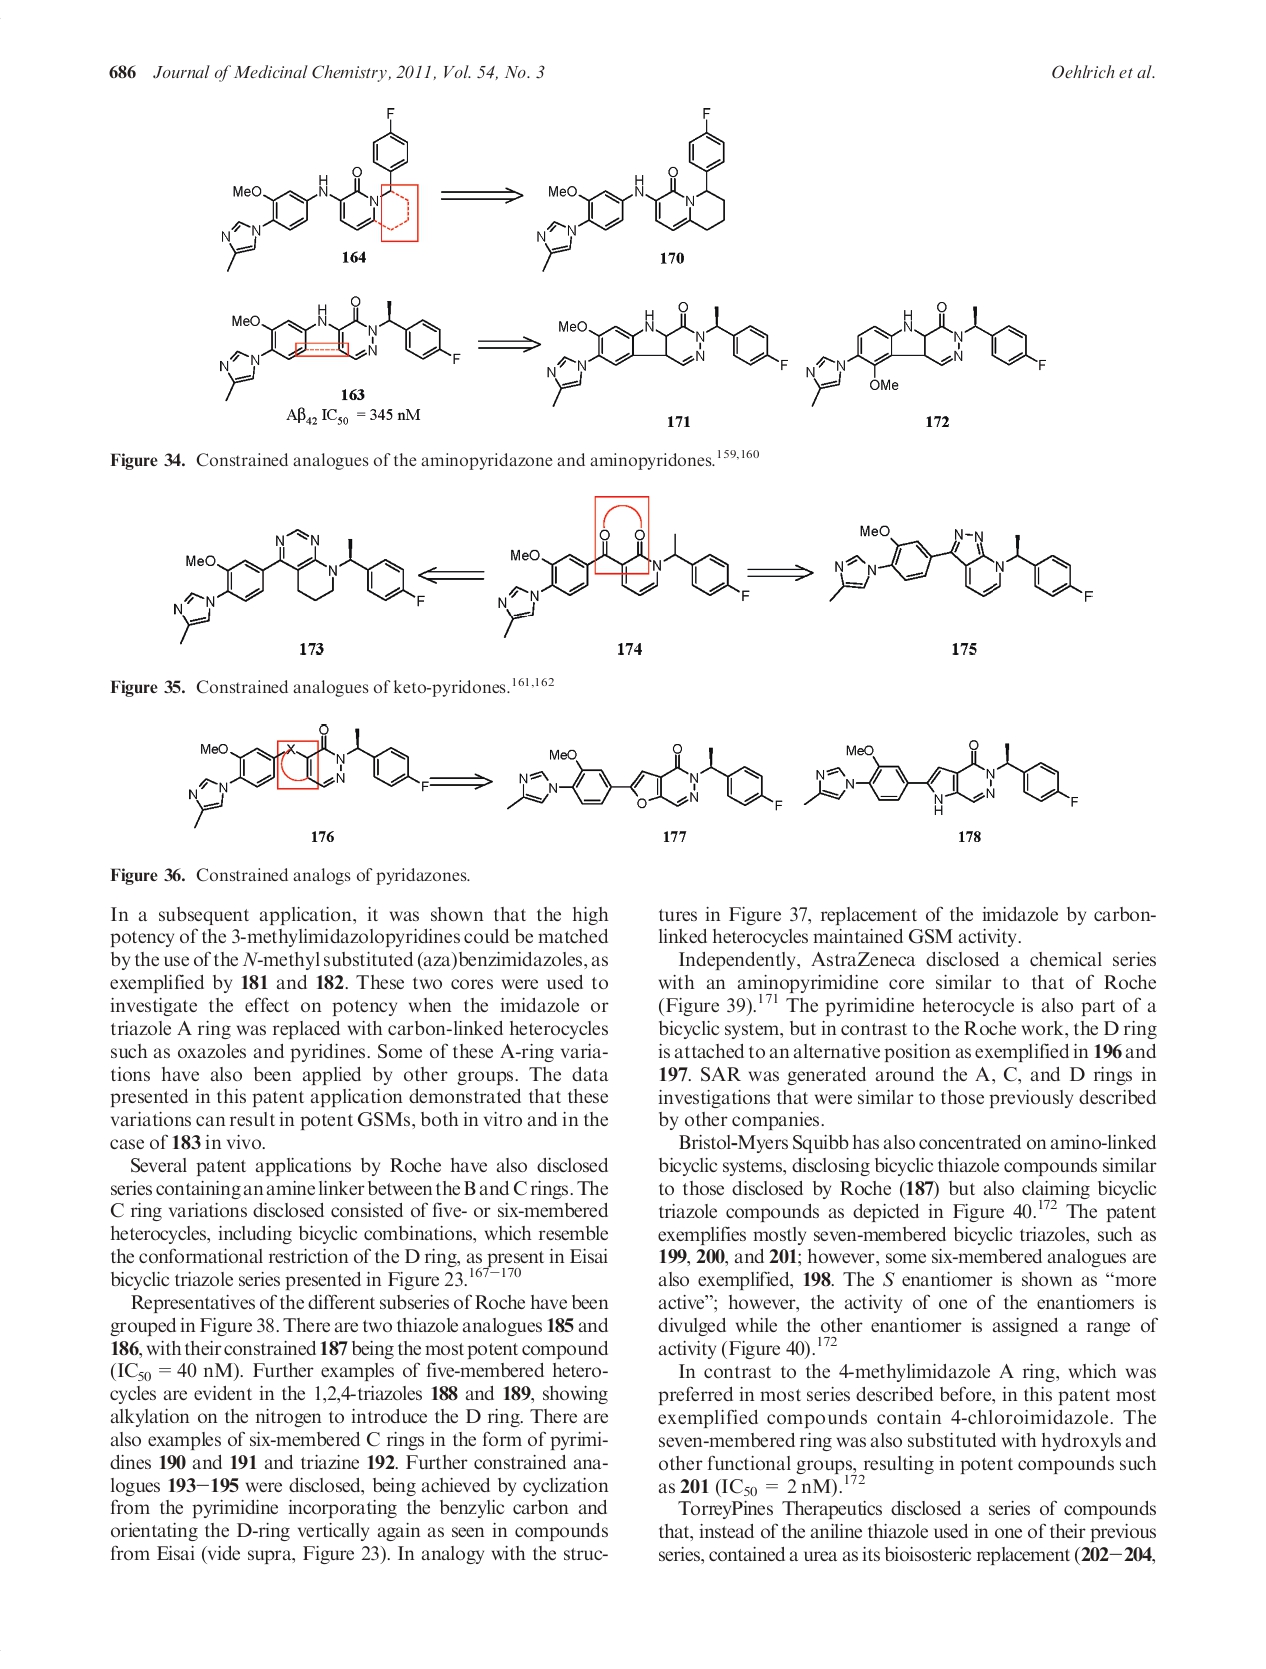 686 Journal of Medicinal Chemistry, 2011, Vol. 54, No. 3 Oehlrich et al.
F F
MeO H N O N MeO H N O N
N N N N
164 170
MeO H N O N N F MeO H N O N N F H N O N N F
N N N N N N OMe
163 171 172
Aβ42 IC50 = 345 nM
Figure 34. Constrained analogues of the aminopyridazone and aminopyridones.159,160
MeO N N N F MeO O O N F MeO N N N F
N N N N N N
173 174 175
Figure 35. Constrained analogues of keto-pyridones.161,162
MeO X O N N F MeO O N N O F MeO O N N N H F
N N N N N N
176 177 178
Figure 36. Constrained analogs of pyridazones.
In a subsequent application, it was shown that the high
potency of the 3-methylimidazolopyridines could be matched
by the use of the N-methyl substituted (aza)benzimidazoles, as
exemplified by 181 and 182. These two cores were used to
investigate the effect on potency when the imidazole or
triazole A ring was replaced with carbon-linked heterocycles
such as oxazoles and pyridines. Some of these A-ring varia-
tions have also been applied by other groups. The data
presented in this patent application demonstrated that these
variations can result in potent GSMs, both in vitro and in the
case of 183 in vivo.
Several patent applications by Roche have also disclosed
series containing an amine linker between the B and C rings. The
C ring variations disclosed consisted of five- or six-membered
heterocycles, including bicyclic combinations, which resemble
the conformational restriction of the D ring, as present in Eisai
bicyclic triazole series presented in Figure 23.167−170
Representatives of the different subseries of Roche have been
grouped in Figure 38. There are two thiazole analogues 185 and
186, with their constrained 187 being the most potent compound
(IC50 = 40 nM). Further examples of five-membered hetero-
cycles are evident in the 1,2,4-triazoles 188 and 189, showing
alkylation on the nitrogen to introduce the D ring. There are
also examples of six-membered C rings in the form of pyrimi-
dines 190 and 191 and triazine 192. Further constrained ana-
logues 193−195 were disclosed, being achieved by cyclization
from the pyrimidine incorporating the benzylic carbon and
orientating the D-ring vertically again as seen in compounds
from Eisai (vide supra, Figure 23). In analogy with the struc-
tures in Figure 37, replacement of the imidazole by carbon-
linked heterocycles maintained GSM activity.
Independently, AstraZeneca disclosed a chemical series
with an aminopyrimidine core similar to that of Roche
(Figure 39).171 The pyrimidine heterocycle is also part of a
bicyclic system, but in contrast to the Roche work, the D ring
is attached to an alternative position as exemplified in 196 and
197. SAR was generated around the A, C, and D rings in
investigations that were similar to those previously described
by other companies.
Bristol-Myers Squibb has also concentrated on amino-linked
bicyclic systems, disclosing bicyclic thiazole compounds similar
to those disclosed by Roche (187) but also claiming bicyclic
triazole compounds as depicted in Figure 40.172 The patent
exemplifies mostly seven-membered bicyclic triazoles, such as
199, 200, and 201; however, some six-membered analogues are
also exemplified, 198. The S enantiomer is shown as “more
active”; however, the activity of one of the enantiomers is
divulged while the other enantiomer is assigned a range of
activity (Figure 40).172
In contrast to the 4-methylimidazole A ring, which was
preferred in most series described before, in this patent most
exemplified compounds contain 4-chloroimidazole. The
seven-membered ring was also substituted with hydroxyls and
other functional groups, resulting in potent compounds such
as 201 (IC50 = 2 nM).172
TorreyPines Therapeutics disclosed a series of compounds
that, instead of the aniline thiazole used in one of their previous
series, contained a urea as its bioisosteric replacement (202−204,